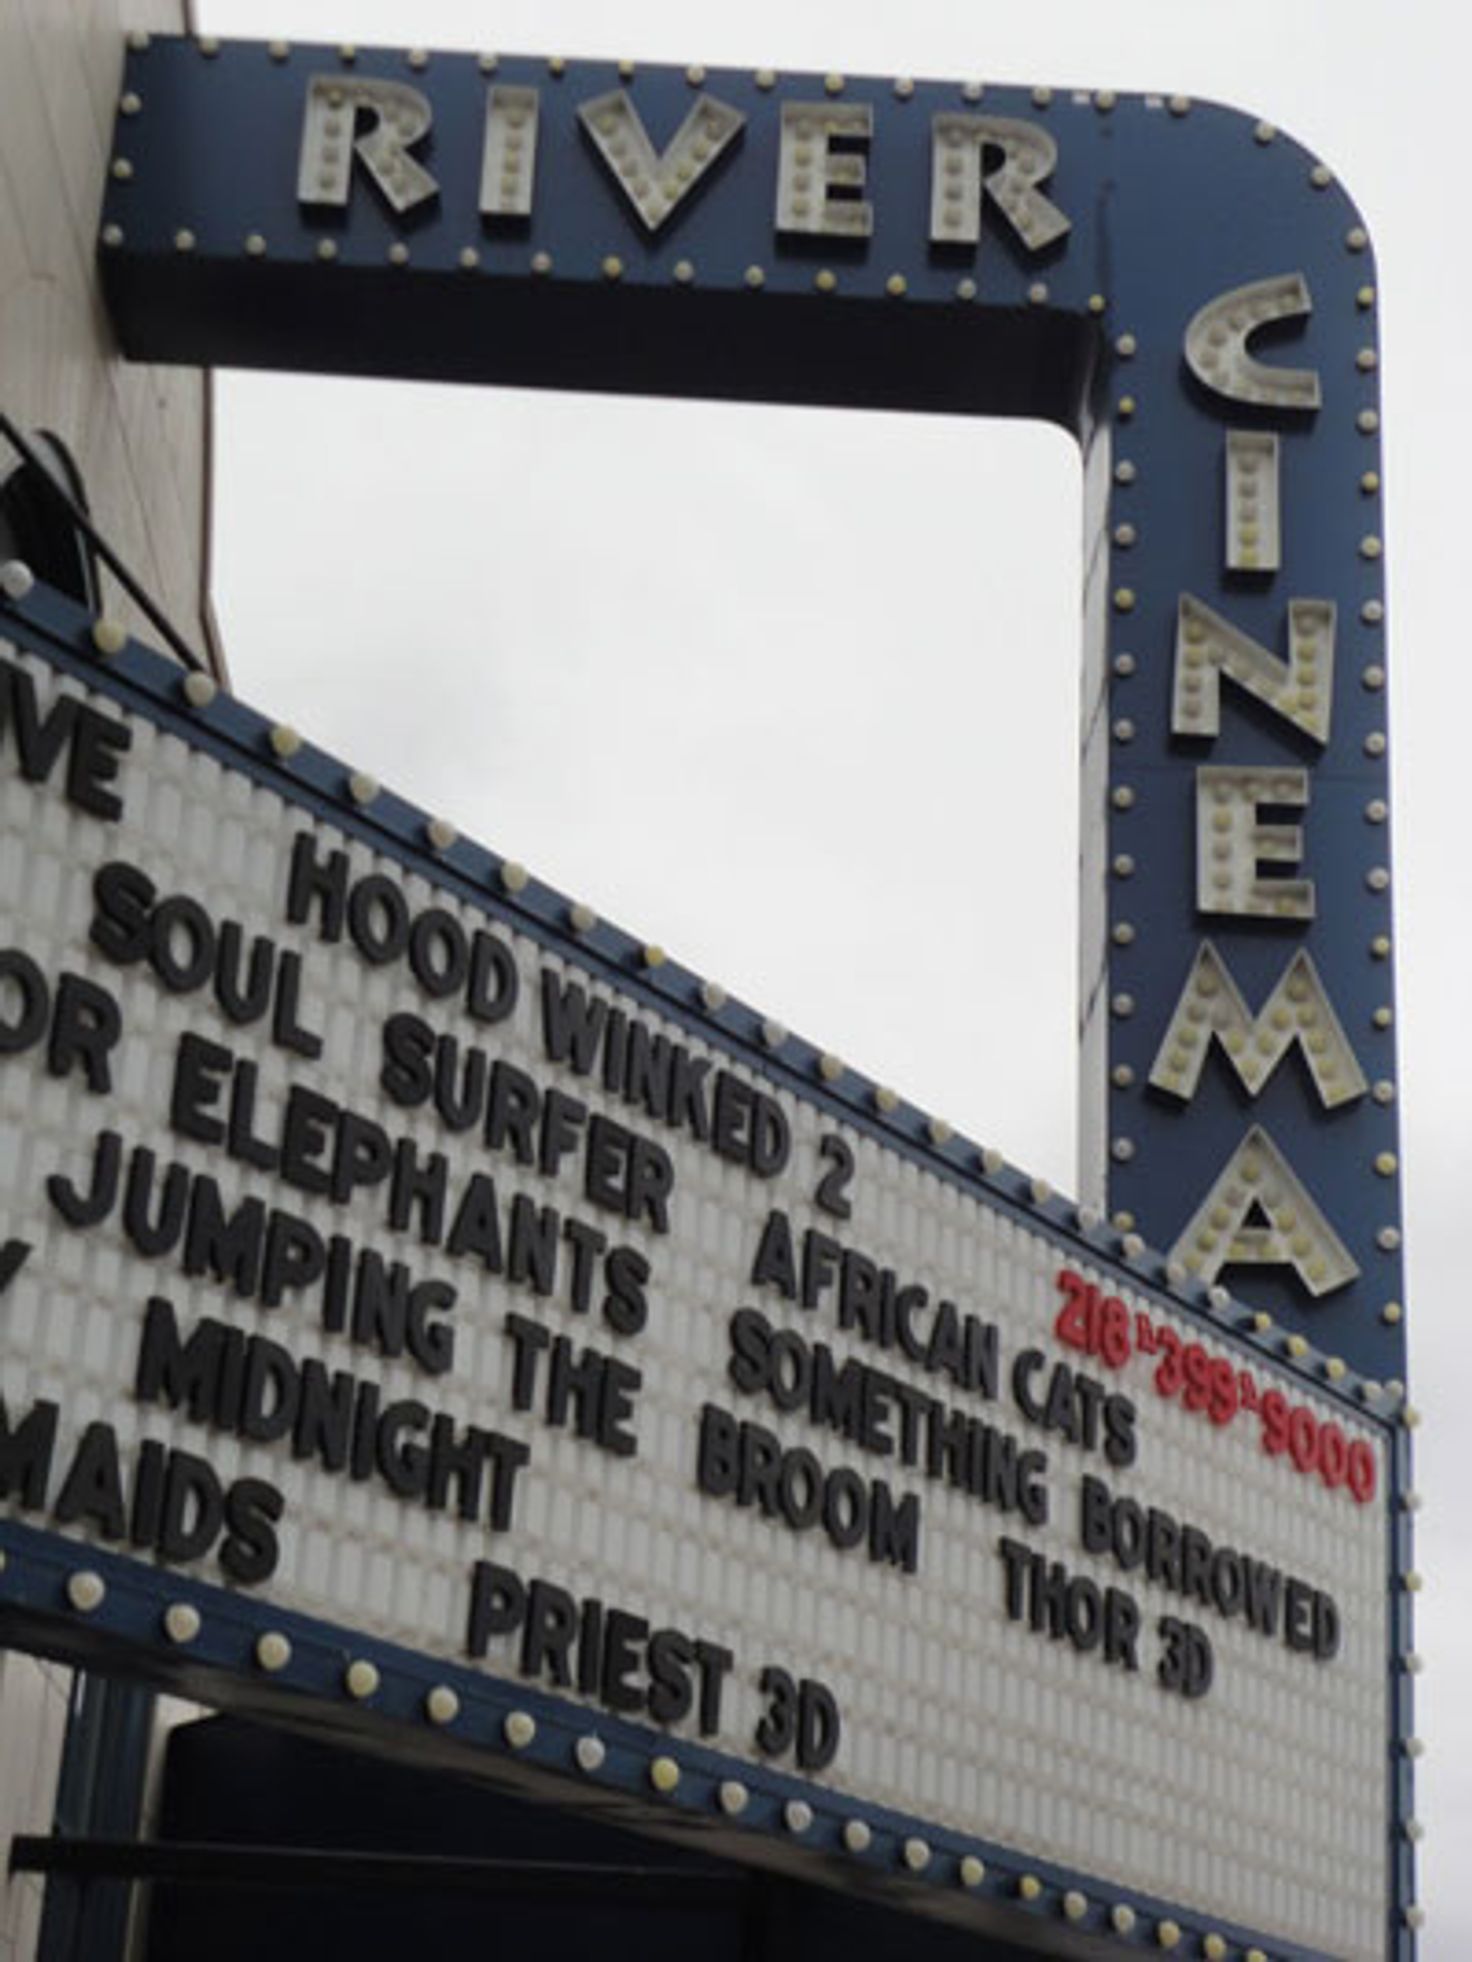 RIVER
CINEMA
IVE HOOD WINKED 2 218-399-9000
SOUL SURFER AFRICAN CATS
OR ELEPHANTS SOMETHING BORROWED
JUMPING THE BROOM THOR 3D
MIDNIGHT
MAIDS PRIEST 3D